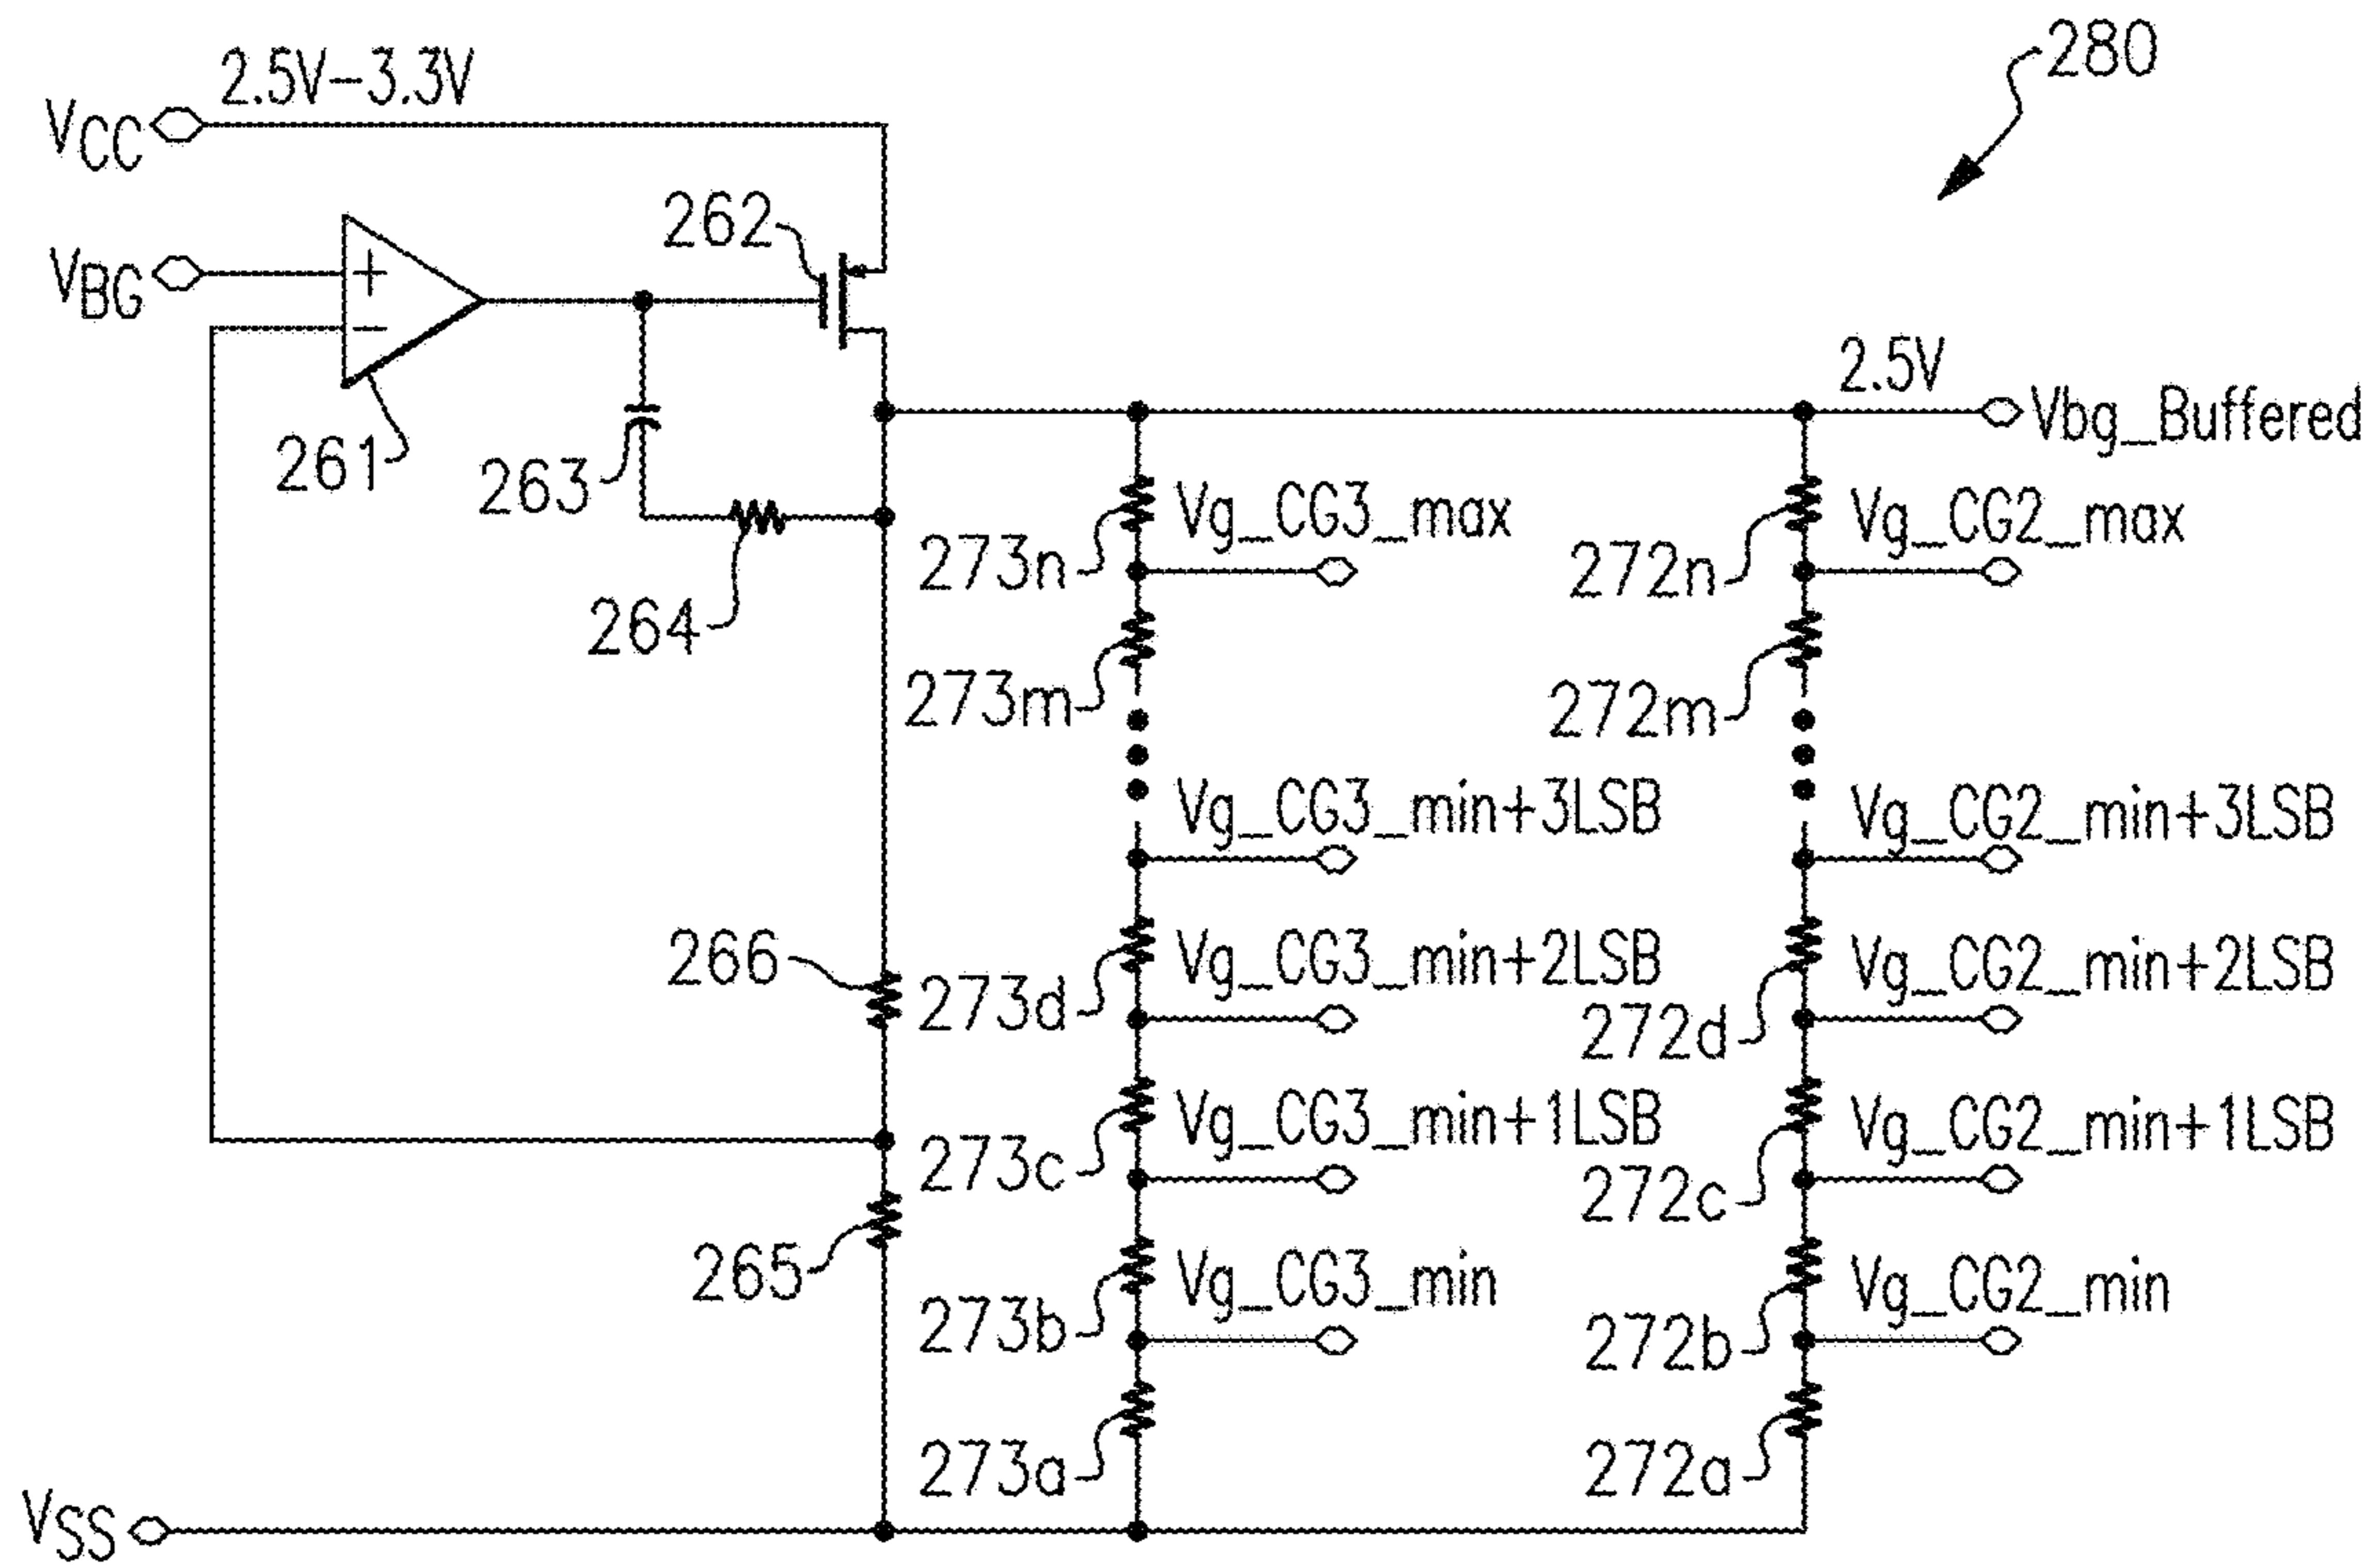 280
2.5V-3.3V
VCC
262
VBG
+
−
2.5V
Vbg_Buffered
261
263
Vg_CG3_max
Vg_CG2_max
273n
272n
264
273m
272m
Vg_CG3_min+3LSB
Vg_CG2_min+3LSB
266
Vg_CG3_min+2LSB
Vg_CG2_min+2LSB
273d
272d
Vg_CG3_min+1LSB
Vg_CG2_min+1LSB
273c
272c
265
Vg_CG3_min
Vg_CG2_min
273b
272b
273a
272a
VSS